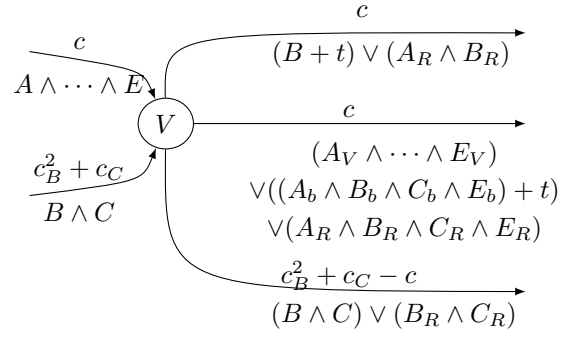 c
(B + t) ∨ (A_R ∧ B_R)
c
A ∧ ⋯ ∧ E
V
c
(A_V ∧ ⋯ ∧ E_V)
∨((A_b ∧ B_b ∧ C_b ∧ E_b) + t)
∨(A_R ∧ B_R ∧ C_R ∧ E_R)
c_B^2 + c_C
B ∧ C
c_B^2 + c_C − c
(B ∧ C) ∨ (B_R ∧ C_R)